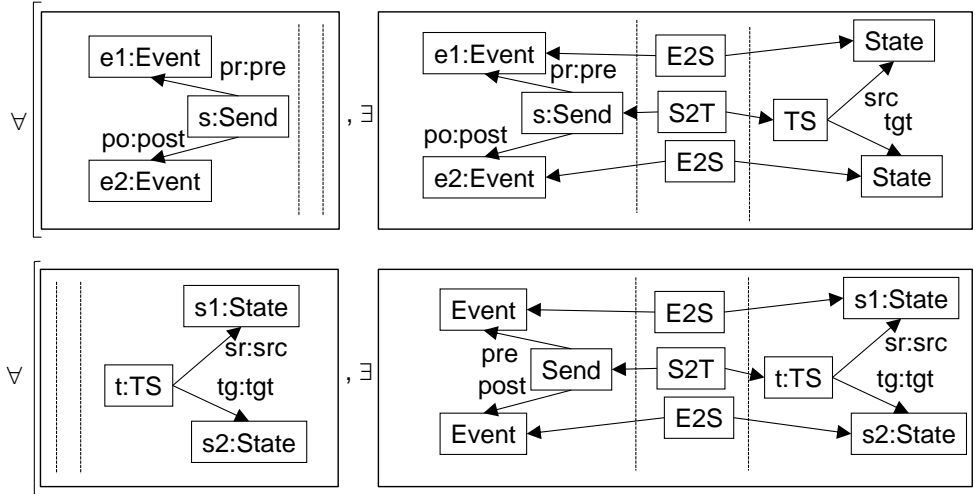 ∀
e1:Event
pr:pre
s:Send
po:post
e2:Event
, ∃
e1:Event
pr:pre
s:Send
po:post
e2:Event
E2S
S2T
E2S
State
TS
src
tgt
State
∀
s1:State
sr:src
t:TS
tg:tgt
s2:State
, ∃
Event
pre
Send
post
Event
E2S
S2T
E2S
s1:State
sr:src
t:TS
tg:tgt
s2:State